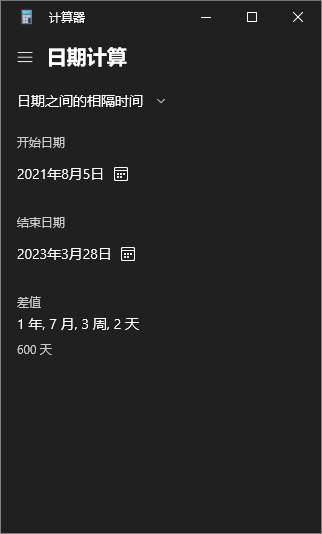 计算器
日期计算
日期之间的相隔时间
开始日期
2021年8月5日
结束日期
2023年3月28日
差值
1 年, 7 月, 3 周, 2 天
600 天